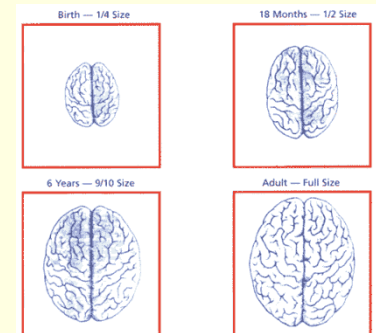 Birth — 1/4 Size
18 Months — 1/2 Size
6 Years — 9/10 Size
Adult — Full Size